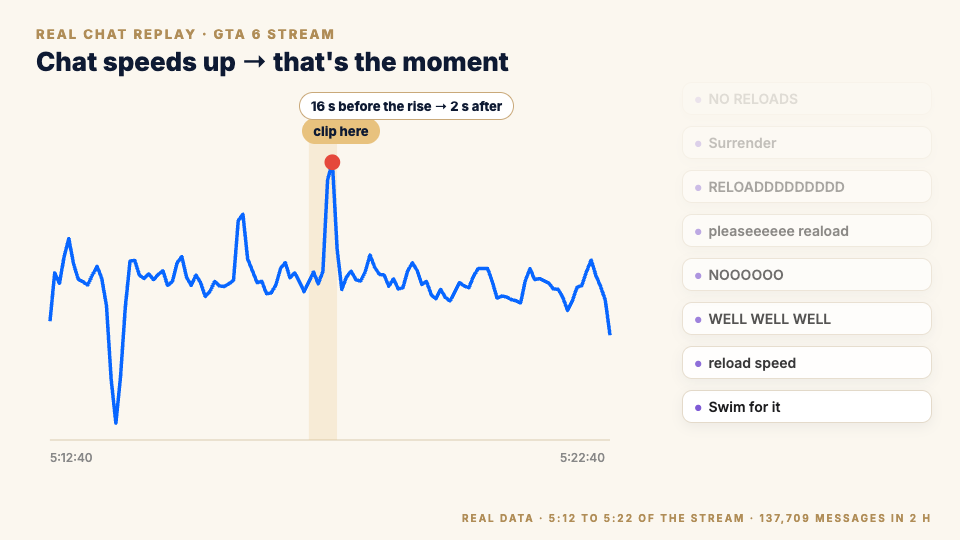 REAL CHAT REPLAY · GTA 6 STREAM
Chat speeds up → that's the moment
16 s before the rise → 2 s after
clip here
5:12:40
5:22:40
NO RELOADS
Surrender
RELOADDDDDDDDD
pleaseeeeee reaload
NOOOOOO
WELL WELL WELL
reload speed
Swim for it
REAL DATA · 5:12 TO 5:22 OF THE STREAM · 137,709 MESSAGES IN 2 H